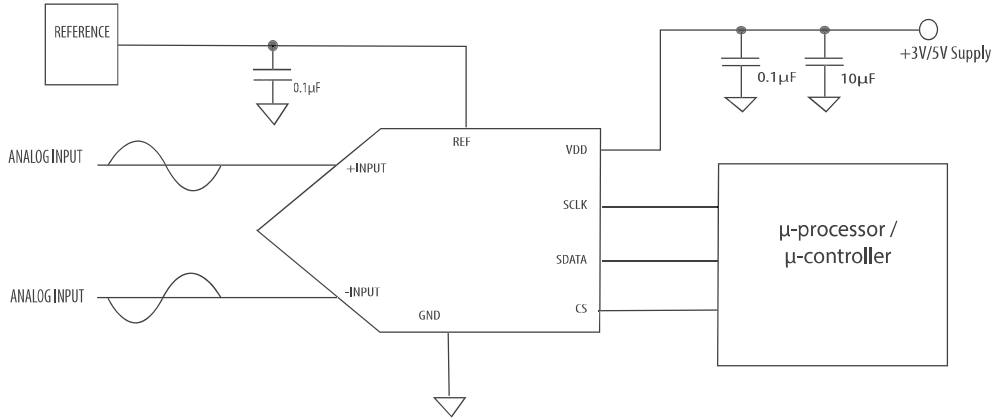 REFERENCE
0.1μF
+3V/5V Supply
0.1μF
10μF
REF
VDD
ANALOG INPUT
+INPUT
SCLK
μ-processor /
μ-controller
SDATA
ANALOG INPUT
-INPUT
GND
CS